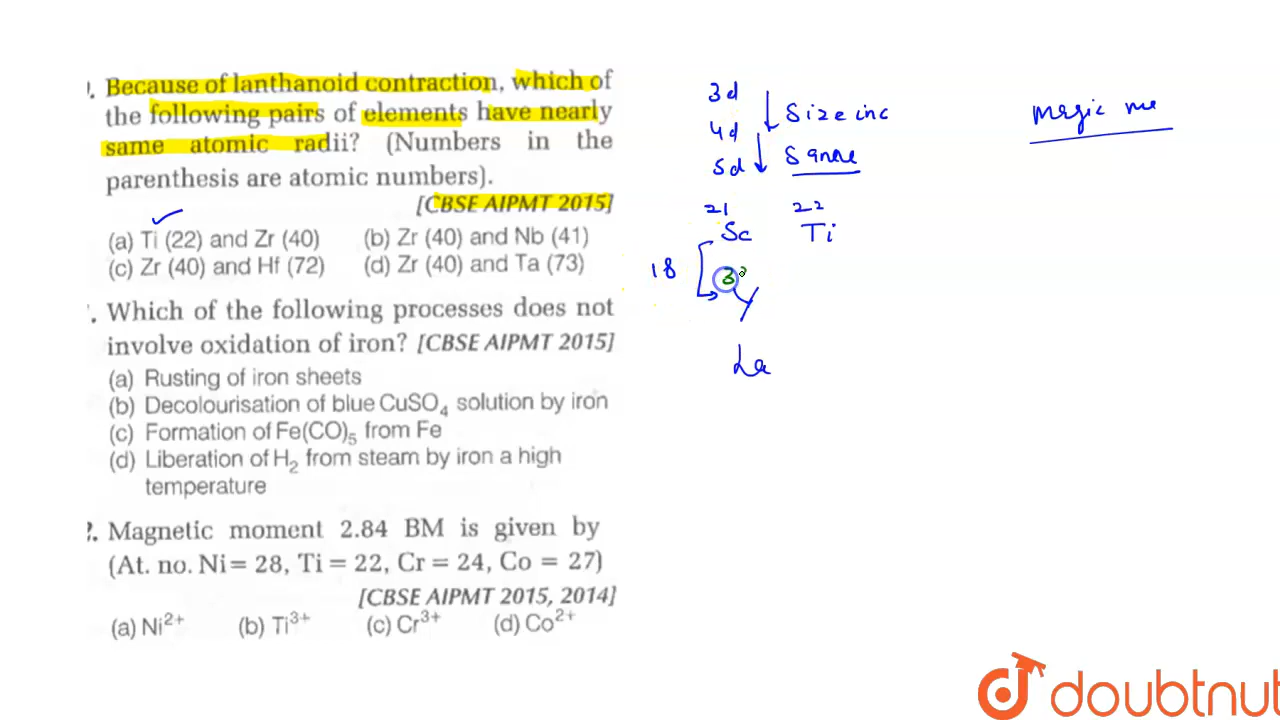 . Because of lanthanoid contraction, which of
the following pairs of elements have nearly
same atomic radii? (Numbers in the
parenthesis are atomic numbers).
[CBSE AIPMT 2015]
(a) Ti (22) and Zr (40) (b) Zr (40) and Nb (41)
(c) Zr (40) and Hf (72) (d) Zr (40) and Ta (73)
. Which of the following processes does not
involve oxidation of iron? [CBSE AIPMT 2015]
(a) Rusting of iron sheets
(b) Decolourisation of blue CuSO4 solution by iron
(c) Formation of Fe(CO)5 from Fe
(d) Liberation of H2 from steam by iron a high
temperature
. Magnetic moment 2.84 BM is given by
(At. no. Ni= 28, Ti = 22, Cr = 24, Co = 27)
[CBSE AIPMT 2015, 2014]
(a) Ni2+ (b) Ti3+ (c) Cr3+ (d) Co2+
3d
4d
5d
Size inc
Same
21 22
Sc Ti
18
3
Y
La
doubtnut